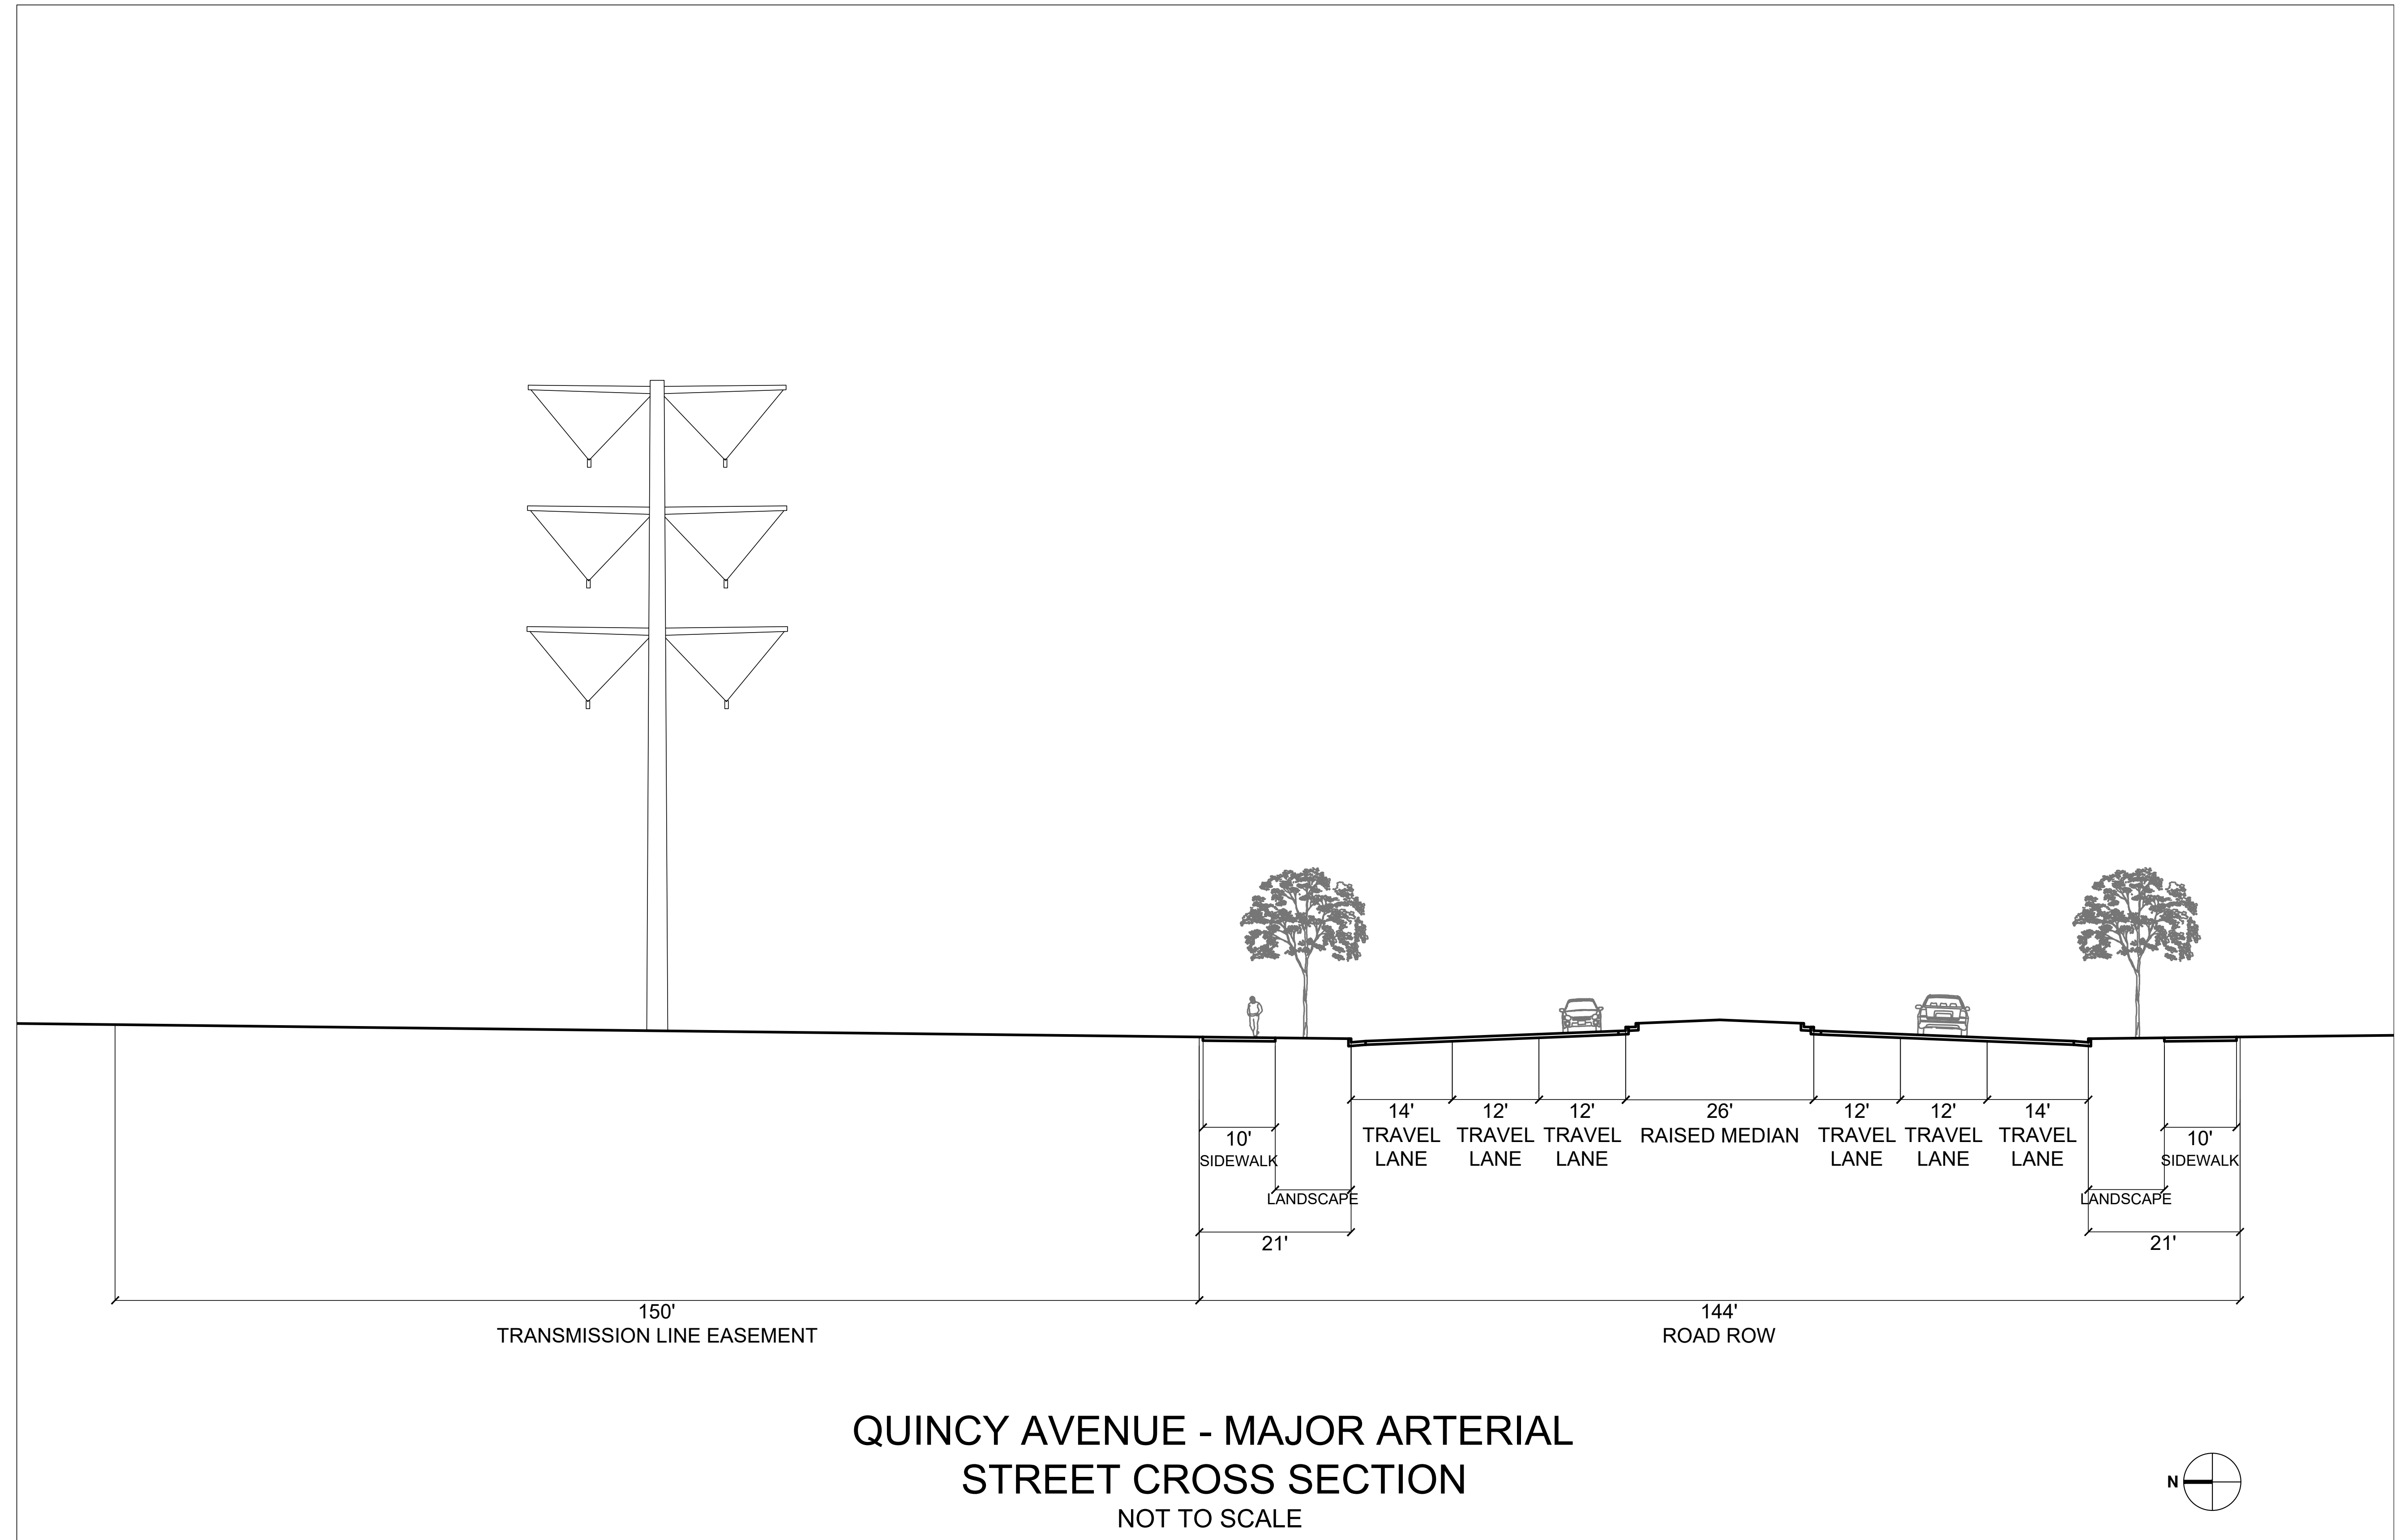 14'
TRAVEL
LANE
12'
TRAVEL
LANE
12'
TRAVEL
LANE
26'
RAISED MEDIAN
12'
TRAVEL
LANE
12'
TRAVEL
LANE
14'
TRAVEL
LANE
10'
SIDEWALK
10'
SIDEWALK
LANDSCAPE
LANDSCAPE
21'
21'
150'
TRANSMISSION LINE EASEMENT
144'
ROAD ROW
QUINCY AVENUE - MAJOR ARTERIAL
STREET CROSS SECTION
NOT TO SCALE
N